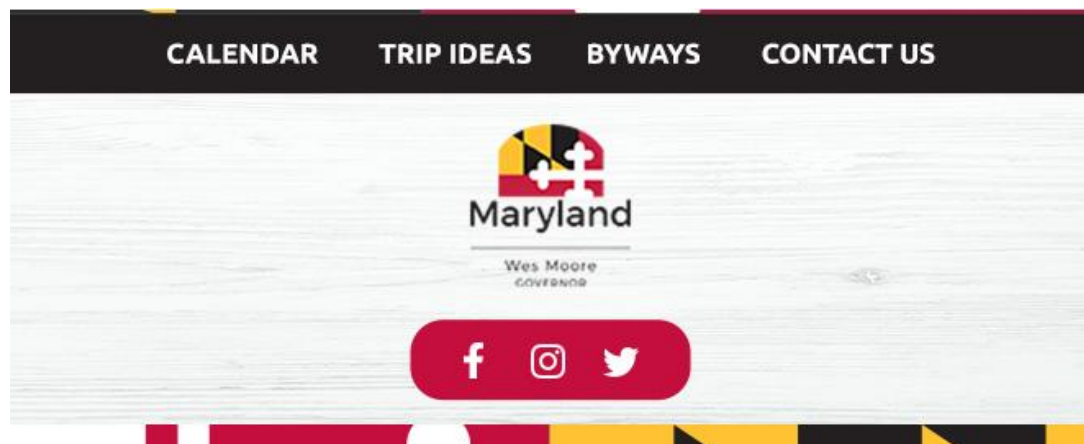 CALENDAR TRIP IDEAS BYWAYS CONTACT US
Maryland
Wes Moore
GOVERNOR